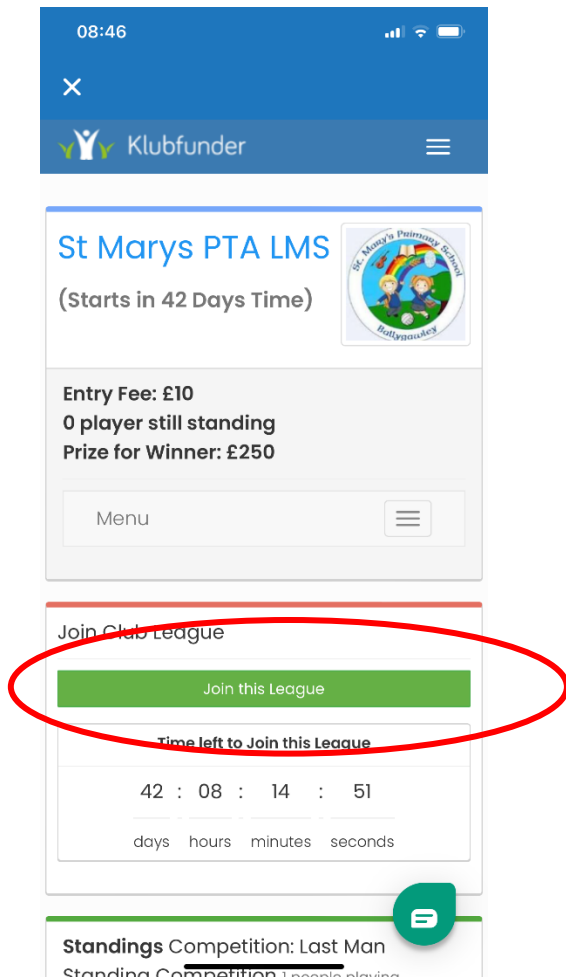 08:46
Klubfunder
St Marys PTA LMS
(Starts in 42 Days Time)
St. Mary's Primary School
Ballygawley
Entry Fee: £10
0 player still standing
Prize for Winner: £250
Menu
Join Club League
Join this League
Time left to Join this League
42 : 08 : 14 : 51
days hours minutes seconds
Standings Competition: Last Man
Standing Competition 1 people playing